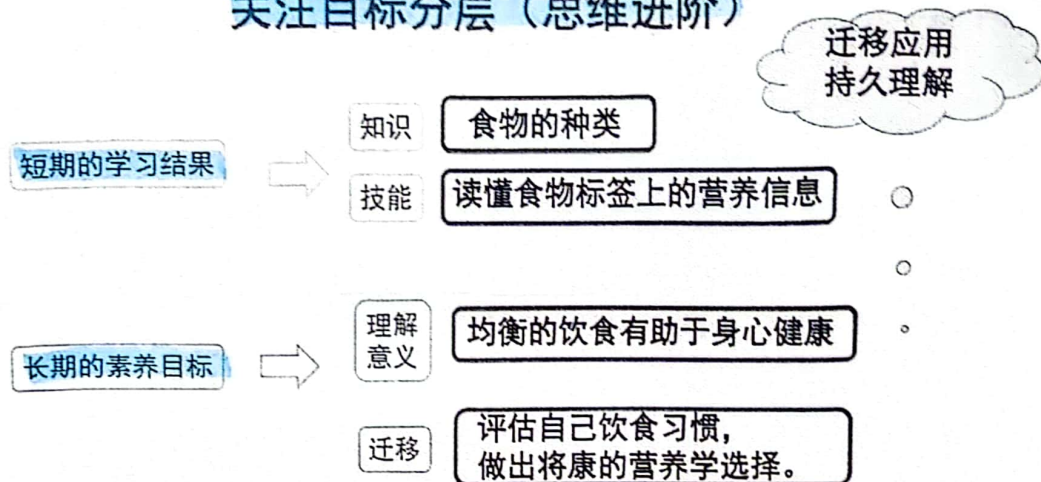 关注目标分层（思维进阶）
迁移应用
持久理解
知识
食物的种类
短期的学习结果
技能
读懂食物标签上的营养信息
理解
意义
均衡的饮食有助于身心健康
长期的素养目标
迁移
评估自己饮食习惯，
做出将康的营养学选择。